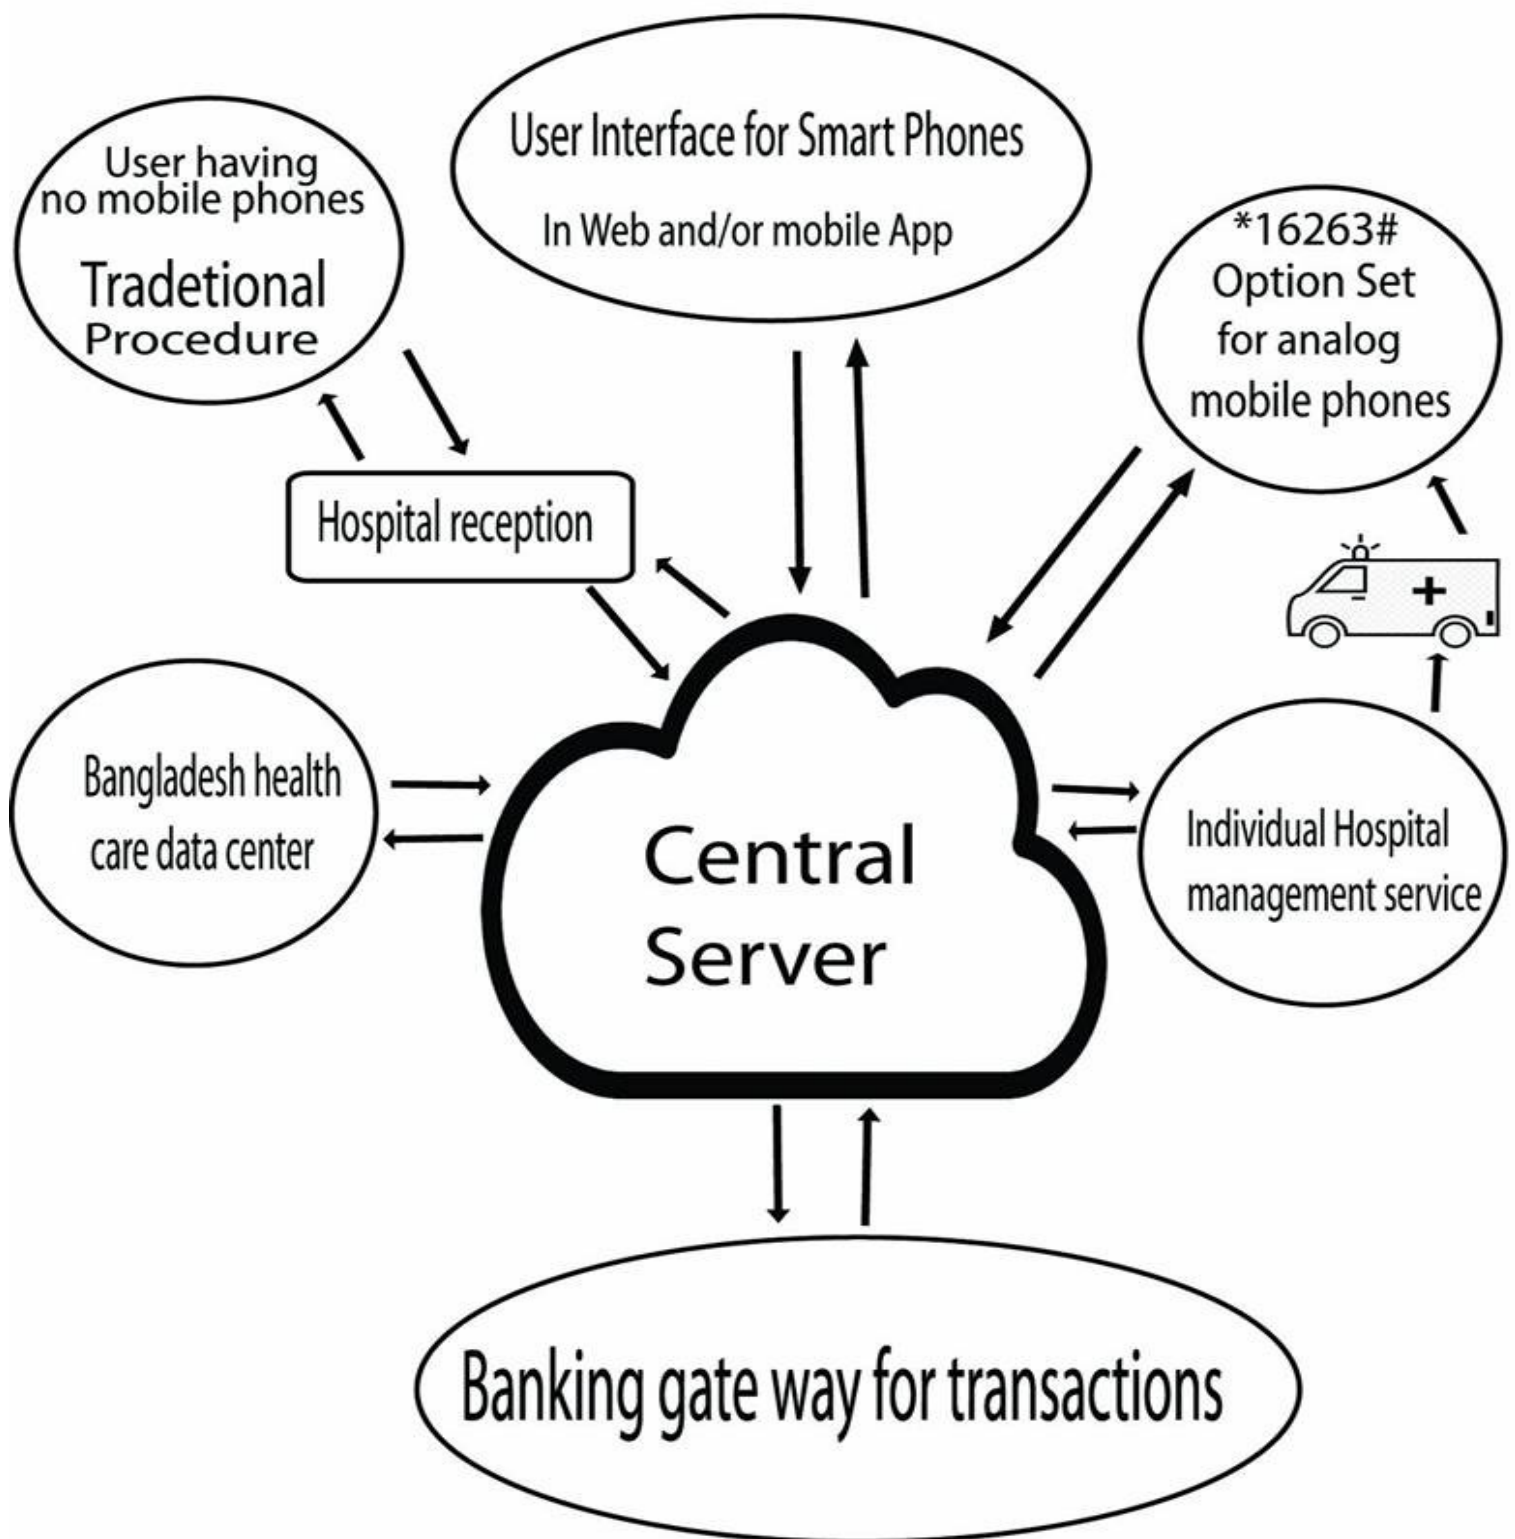 User Interface for Smart Phones
In Web and/or mobile App
User having
no mobile phones
Tradetional
Procedure
*16263#
Option Set
for analog
mobile phones
Hospital reception
Bangladesh health
care data center
Central
Server
Individual Hospital
management service
Banking gate way for transactions